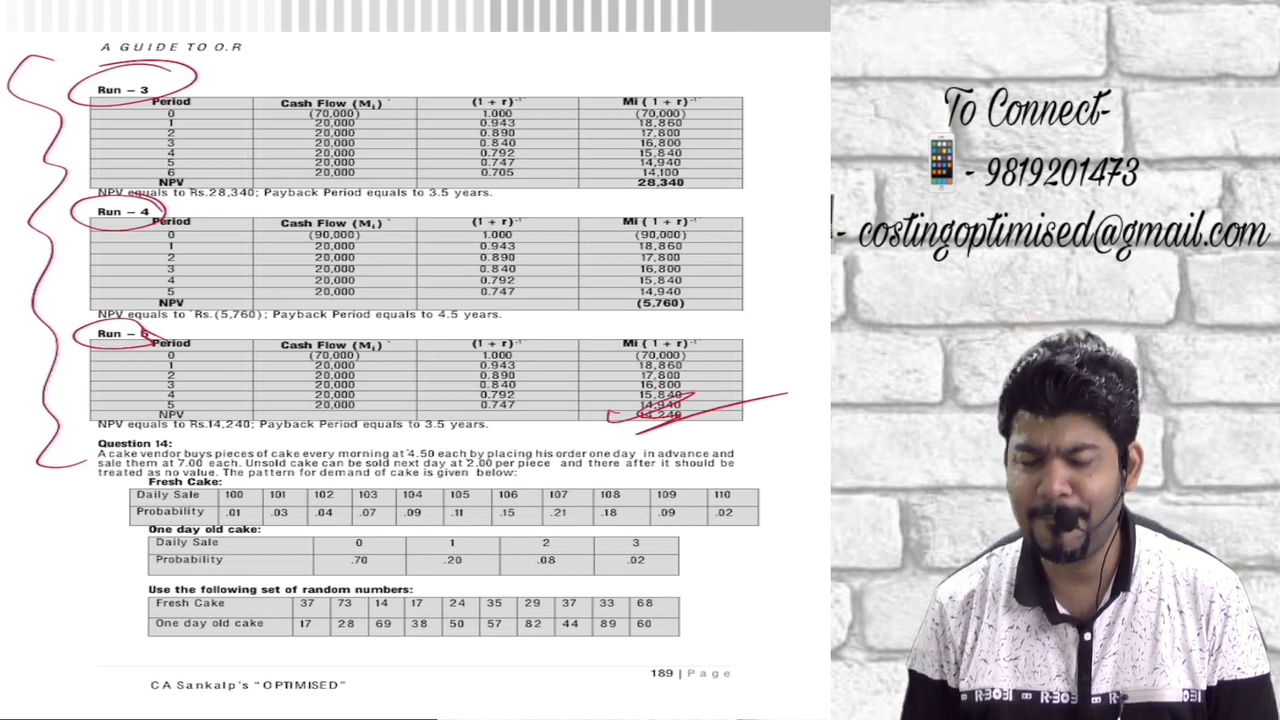 A GUIDE TO O.R
Run – 3
Period Cash Flow (Mi) (1 + r)-1 Mi ( 1 + r)-1
0 (70,000) 1.000 (70,000)
1 20,000 0.943 18,860
2 20,000 0.890 17,800
3 20,000 0.840 16,800
4 20,000 0.792 15,840
5 20,000 0.747 14,940
6 20,000 0.705 14,100
NPV 28,340
NPV equals to Rs.28,340; Payback Period equals to 3.5 years.
Run – 4
Period Cash Flow (Mi) (1 + r)-1 Mi ( 1 + r)-1
0 (90,000) 1.000 (90,000)
1 20,000 0.943 18,860
2 20,000 0.890 17,800
3 20,000 0.840 16,800
4 20,000 0.792 15,840
5 20,000 0.747 14,940
NPV (5,760)
NPV equals to `Rs.(5,760); Payback Period equals to 4.5 years.
Run – 5
Period Cash Flow (Mi) (1 + r)-1 Mi ( 1 + r)-1
0 (70,000) 1.000 (70,000)
1 20,000 0.943 18,860
2 20,000 0.890 17,800
3 20,000 0.840 16,800
4 20,000 0.792 15,840
5 20,000 0.747 14,940
NPV 14,240
NPV equals to Rs.14,240; Payback Period equals to 3.5 years.
Question 14:
A cake vendor buys pieces of cake every morning at `4.50 each by placing his order one day in advance and
sale them at 7.00 each. Unsold cake can be sold next day at `2.00 per piece and there after it should be
treated as no value. The pattern for demand of cake is given below:
Fresh Cake:
Daily Sale 100 101 102 103 104 105 106 107 108 109 110
Probability .01 .03 .04 .07 .09 .11 .15 .21 .18 .09 .02
One day old cake:
Daily Sale 0 1 2 3
Probability .70 .20 .08 .02
Use the following set of random numbers:
Fresh Cake 37 73 14 17 24 35 29 37 33 68
One day old cake 17 28 69 38 50 57 82 44 89 60
189 | Page
CA Sankalp's "OPTIMISED"
To Connect-
- 9819201473
- costingoptimised@gmail.com
R-3O3I R-3O3I